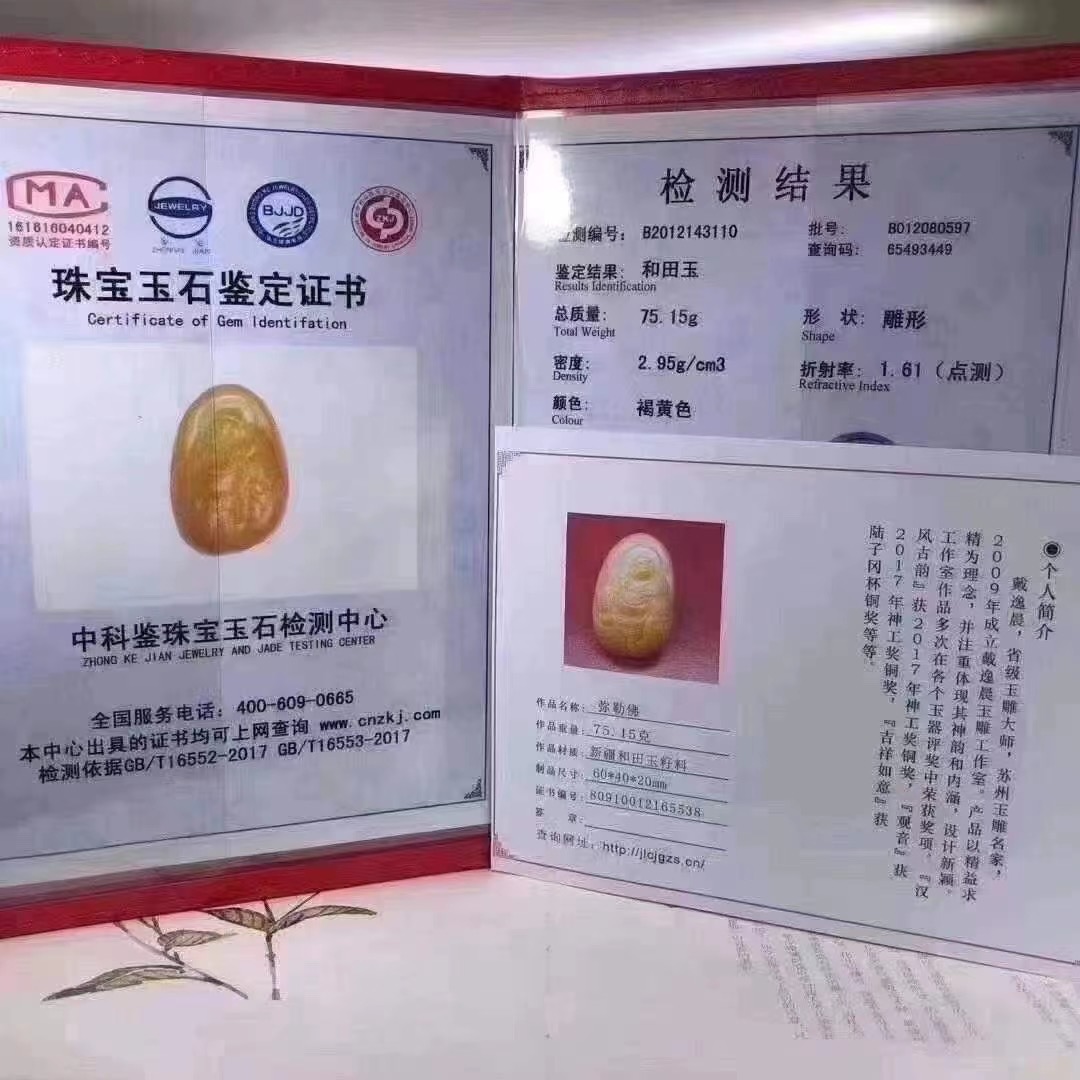 MA
161616040412
资质认定证书编号
JEWELRY
ZHENGJIE JIAN
BJJD
ZKJ
珠宝玉石鉴定证书
Certificate of Gem Identifation
中科鉴珠宝玉石检测中心
ZHONG KE JIAN JEWELRY AND JADE TESTING CENTER
全国服务电话：400-609-0665
本中心出具的证书均可上网查询 www.cnzkj.com
检测依据GB/T16552-2017 GB/T16553-2017
检测结果
检测编号： B2012143110
批号： B012080597
查询码： 65493449
鉴定结果： 和田玉
Results Identification
总质量： 75.15g
Total Weight
形 状： 雕形
Shape
密度： 2.95g/cm3
Density
折射率： 1.61（点测）
Refractive Index
颜色： 褐黄色
Colour
作品名称： 弥勒佛
作品重量： 75.15克
作品材质： 新疆和田玉籽料
制品尺寸： 60*40*20mm
证书编号： 80910012165538
签 章：
查询网址： http://jlcjgzs.cn/
◉个人简介
戴逸晨，省级玉雕大师，苏州玉雕名家，
2009年成立戴逸晨玉雕工作室。产品以精益求
精为理念，并注重体现其神韵和内涵，设计新颖。
工作室作品多次在各个玉器评奖中荣获奖项。『汉
风古韵』获2017年神工奖铜奖，『观音』获
2017年神工奖铜奖，『吉祥如意』获
陆子冈杯铜奖等等。